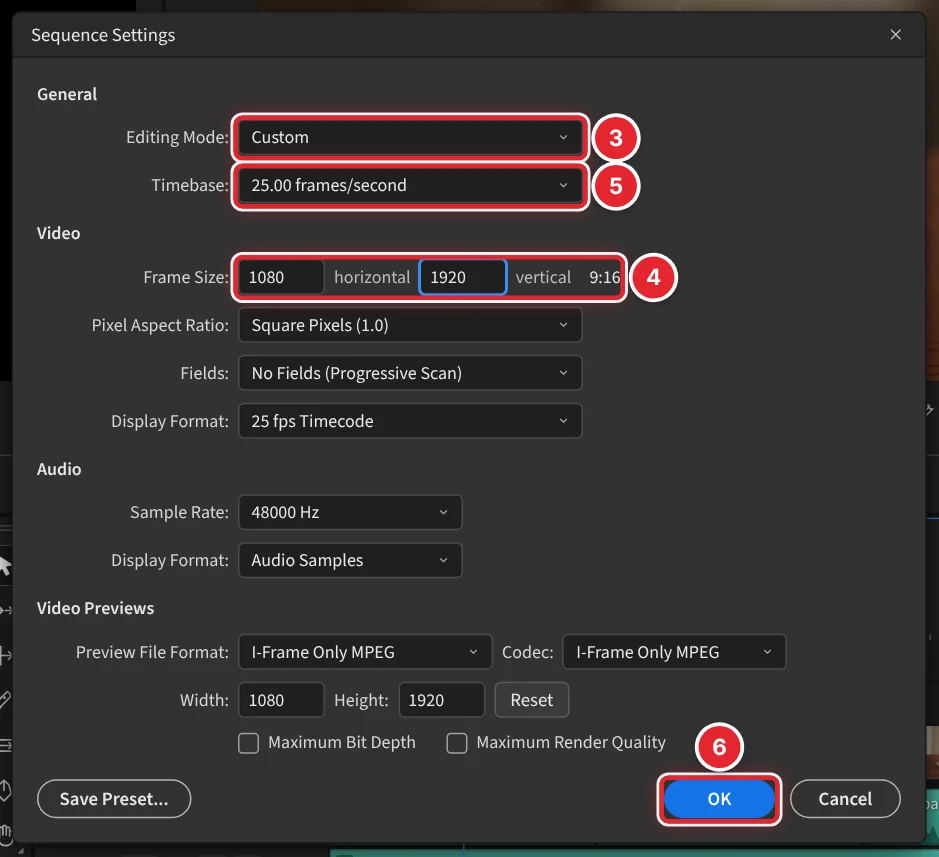 Sequence Settings
General
Editing Mode: Custom 3
Timebase: 25.00 frames/second 5
Video
Frame Size: 1080 horizontal 1920 vertical 9:16 4
Pixel Aspect Ratio: Square Pixels (1.0)
Fields: No Fields (Progressive Scan)
Display Format: 25 fps Timecode
Audio
Sample Rate: 48000 Hz
Display Format: Audio Samples
Video Previews
Preview File Format: I-Frame Only MPEG Codec: I-Frame Only MPEG
Width: 1080 Height: 1920 Reset
Maximum Bit Depth Maximum Render Quality
6
Save Preset... OK Cancel